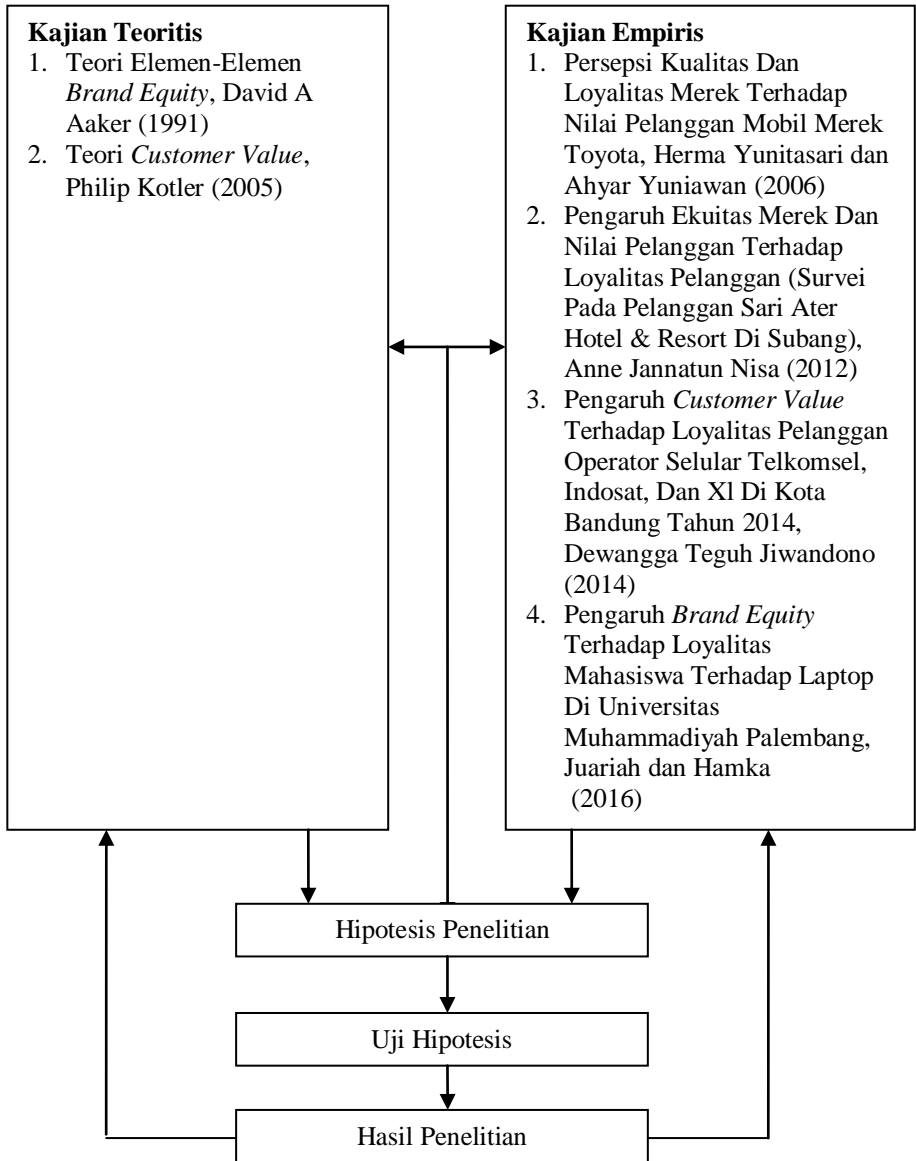 Kajian Teoritis
1. Teori Elemen-Elemen
Brand Equity, David A
Aaker (1991)
2. Teori Customer Value,
Philip Kotler (2005)
Kajian Empiris
1. Persepsi Kualitas Dan
Loyalitas Merek Terhadap
Nilai Pelanggan Mobil Merek
Toyota, Herma Yunitasari dan
Ahyar Yuniawan (2006)
2. Pengaruh Ekuitas Merek Dan
Nilai Pelanggan Terhadap
Loyalitas Pelanggan (Survei
Pada Pelanggan Sari Ater
Hotel & Resort Di Subang),
Anne Jannatun Nisa (2012)
3. Pengaruh Customer Value
Terhadap Loyalitas Pelanggan
Operator Selular Telkomsel,
Indosat, Dan Xl Di Kota
Bandung Tahun 2014,
Dewangga Teguh Jiwandono
(2014)
4. Pengaruh Brand Equity
Terhadap Loyalitas
Mahasiswa Terhadap Laptop
Di Universitas
Muhammadiyah Palembang,
Juariah dan Hamka
(2016)
Hipotesis Penelitian
Uji Hipotesis
Hasil Penelitian